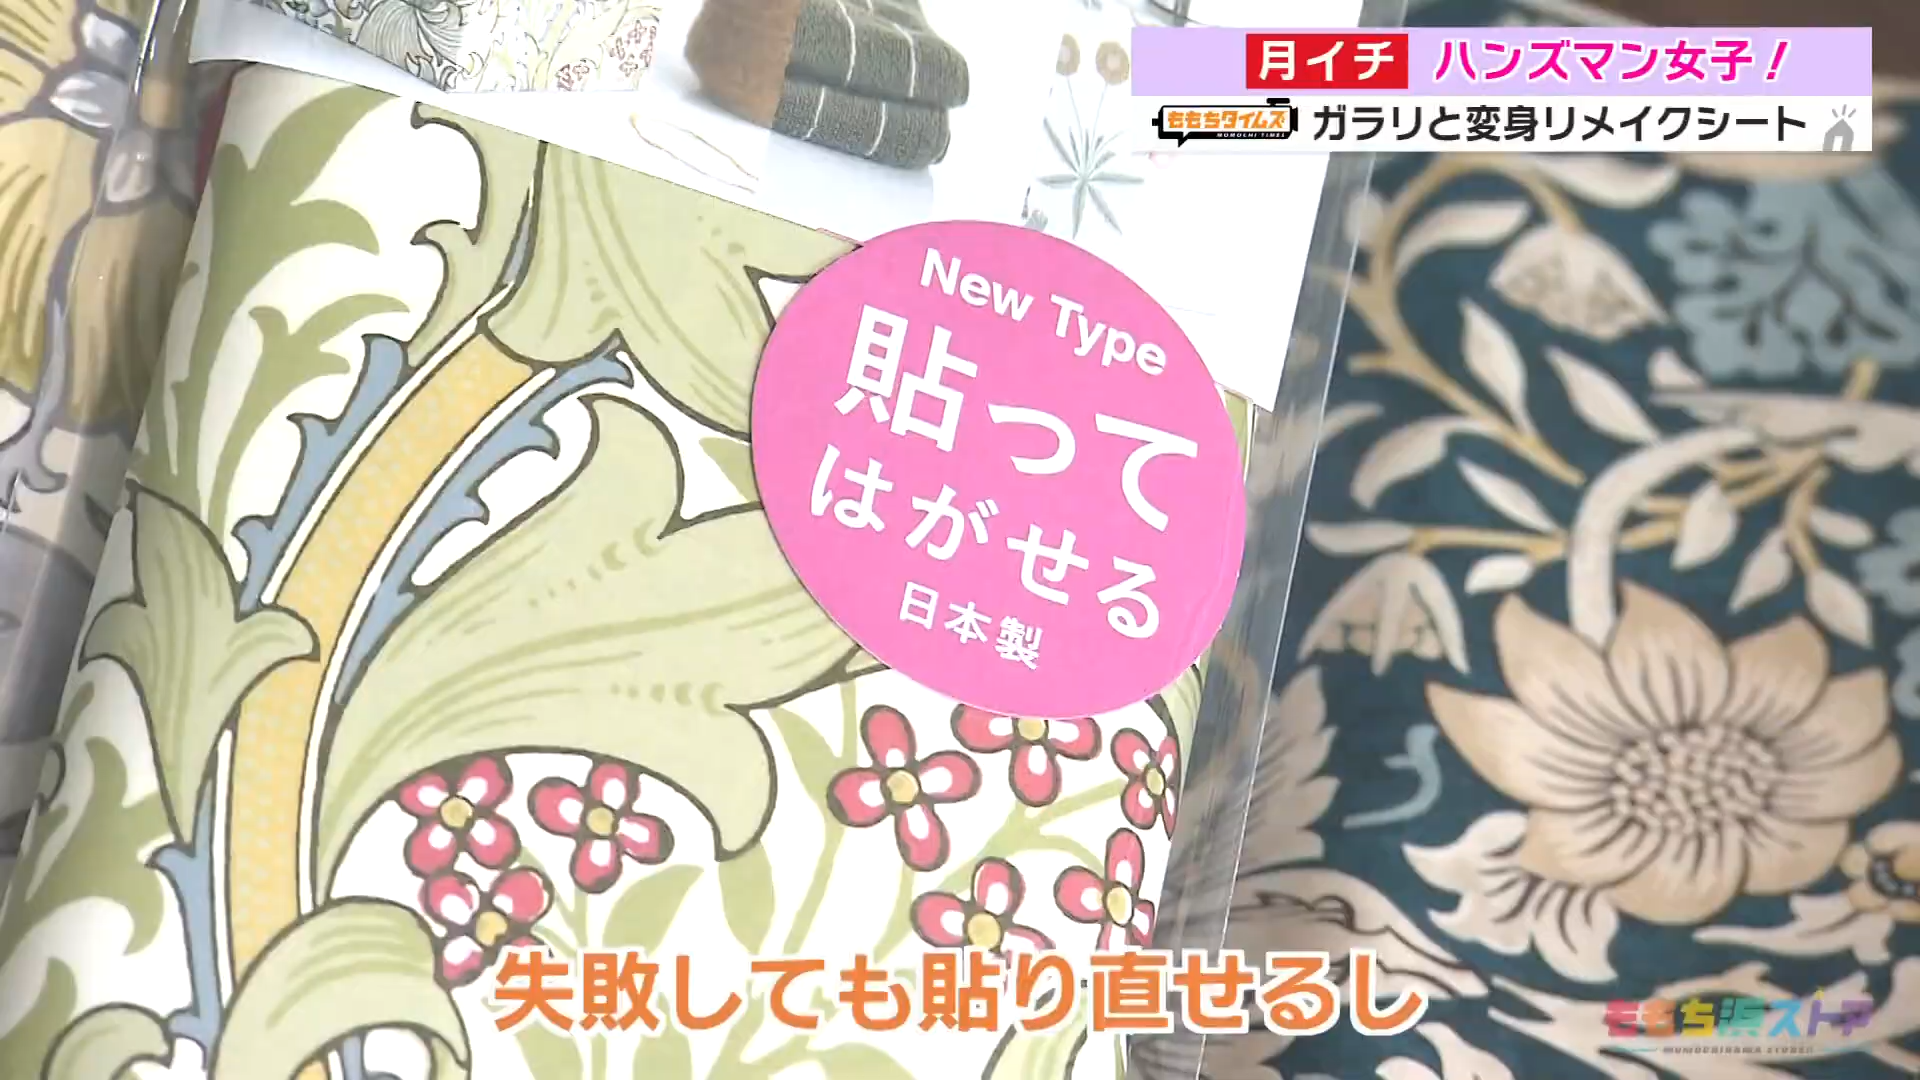 月イチ ハンズマン女子！
ももちタイムズ
MOMOCHI TIMES
ガラリと変身リメイクシート
New Type
貼って
はがせる
日本製
失敗しても貼り直せるし
ももち浜ストア
MOMOCHIHAMA STORE